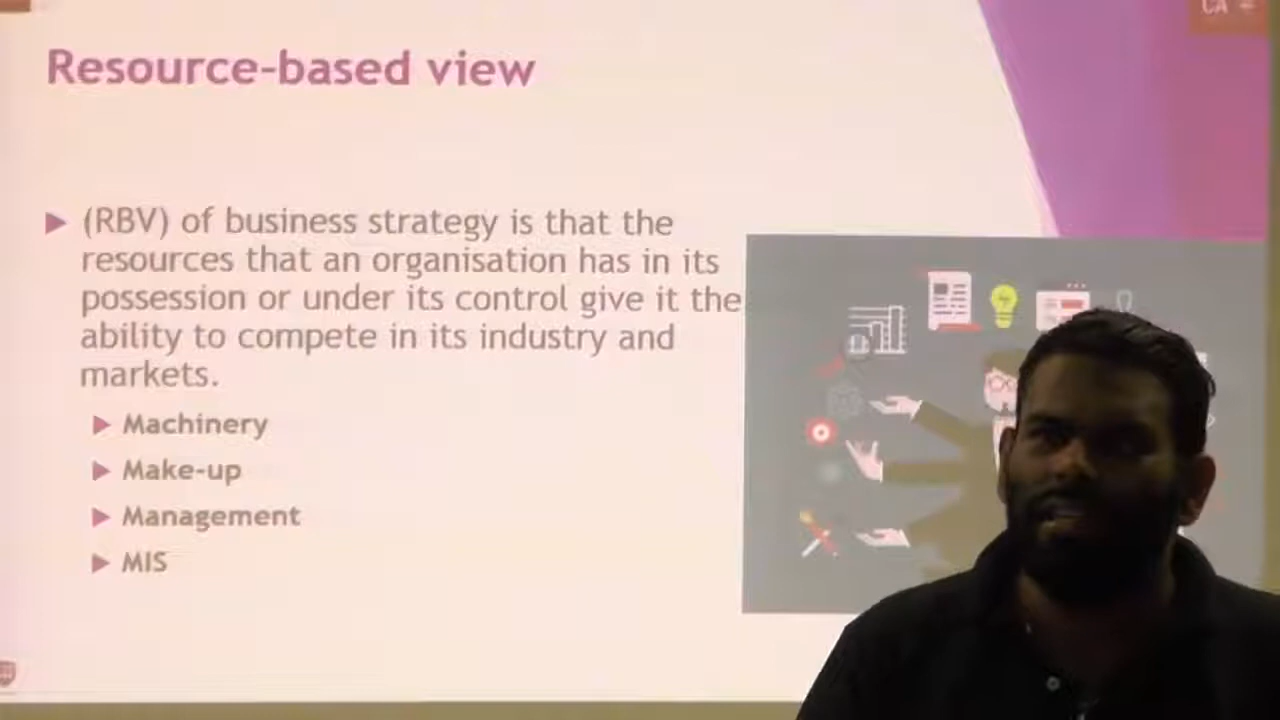 CA
Resource-based view
(RBV) of business strategy is that the
resources that an organisation has in its
possession or under its control give it the
ability to compete in its industry and
markets.
Machinery
Make-up
Management
MIS